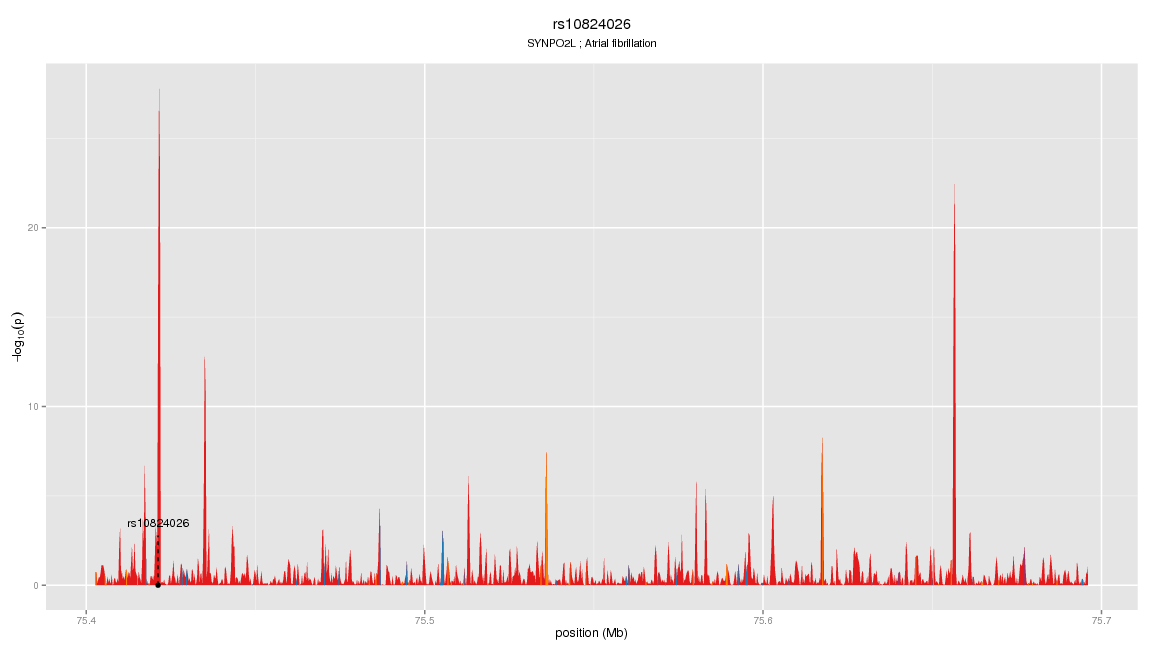 rs10824026
SYNPO2L ; Atrial fibrillation
20
10
0
−log10(p)
rs10824026
75.4 75.5 75.6 75.7
position (Mb)